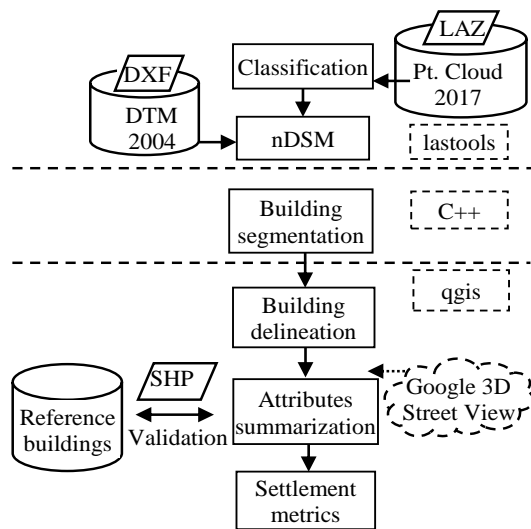 LAZ
DXF
Classification
Pt. Cloud
2017
DTM
2004
nDSM
lastools
Building
segmentation
C++
qgis
Building
delineation
SHP
Google 3D
Street View
Reference
buildings
Validation
Attributes
summarization
Settlement
metrics